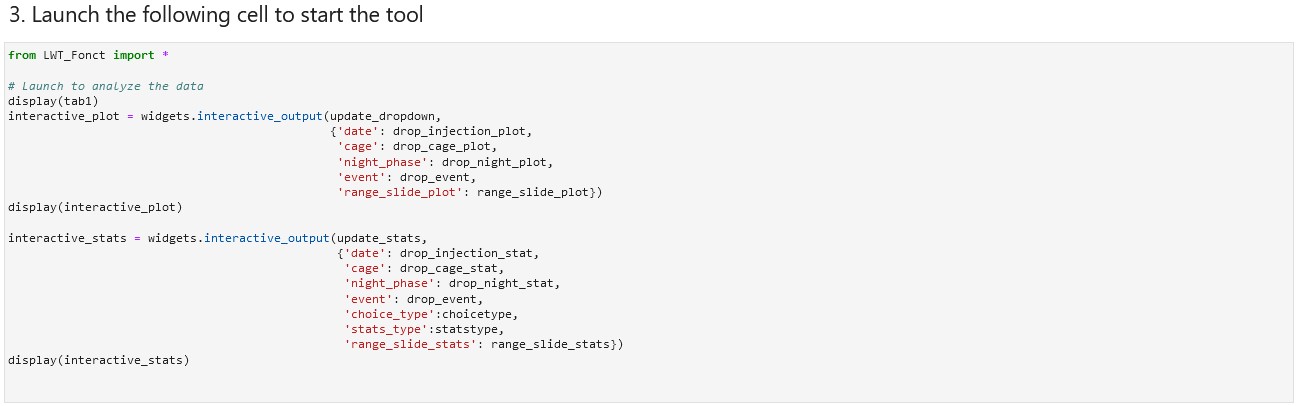 3. Launch the following cell to start the tool
from LWT_Fonct import *
# Launch to analyze the data
display(tab1)
interactive_plot = widgets.interactive_output(update_dropdown,
{'date': drop_injection_plot,
'cage': drop_cage_plot,
'night_phase': drop_night_plot,
'event': drop_event,
'range_slide_plot': range_slide_plot})
display(interactive_plot)
interactive_stats = widgets.interactive_output(update_stats,
{'date': drop_injection_stat,
'cage': drop_cage_stat,
'night_phase': drop_night_stat,
'event': drop_event,
'choice_type':choicetype,
'stats_type':statstype,
'range_slide_stats': range_slide_stats})
display(interactive_stats)